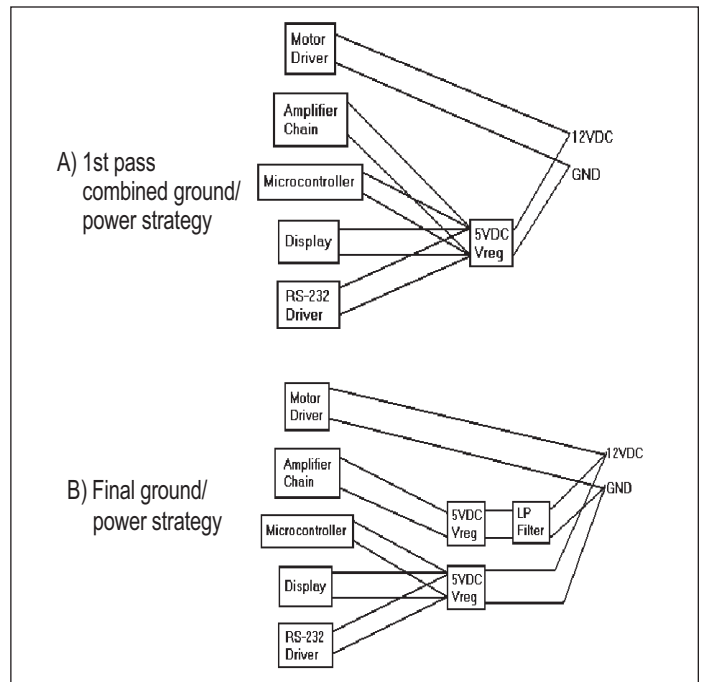 Motor
Driver
Amplifier
Chain
12VDC
A) 1st pass
combined ground/
power strategy
GND
Microcontroller
Display
5VDC
Vreg
RS-232
Driver
Motor
Driver
12VDC
Amplifier
Chain
B) Final ground/
power strategy
GND
5VDC
Vreg
LP
Filter
Microcontroller
Display
5VDC
Vreg
RS-232
Driver